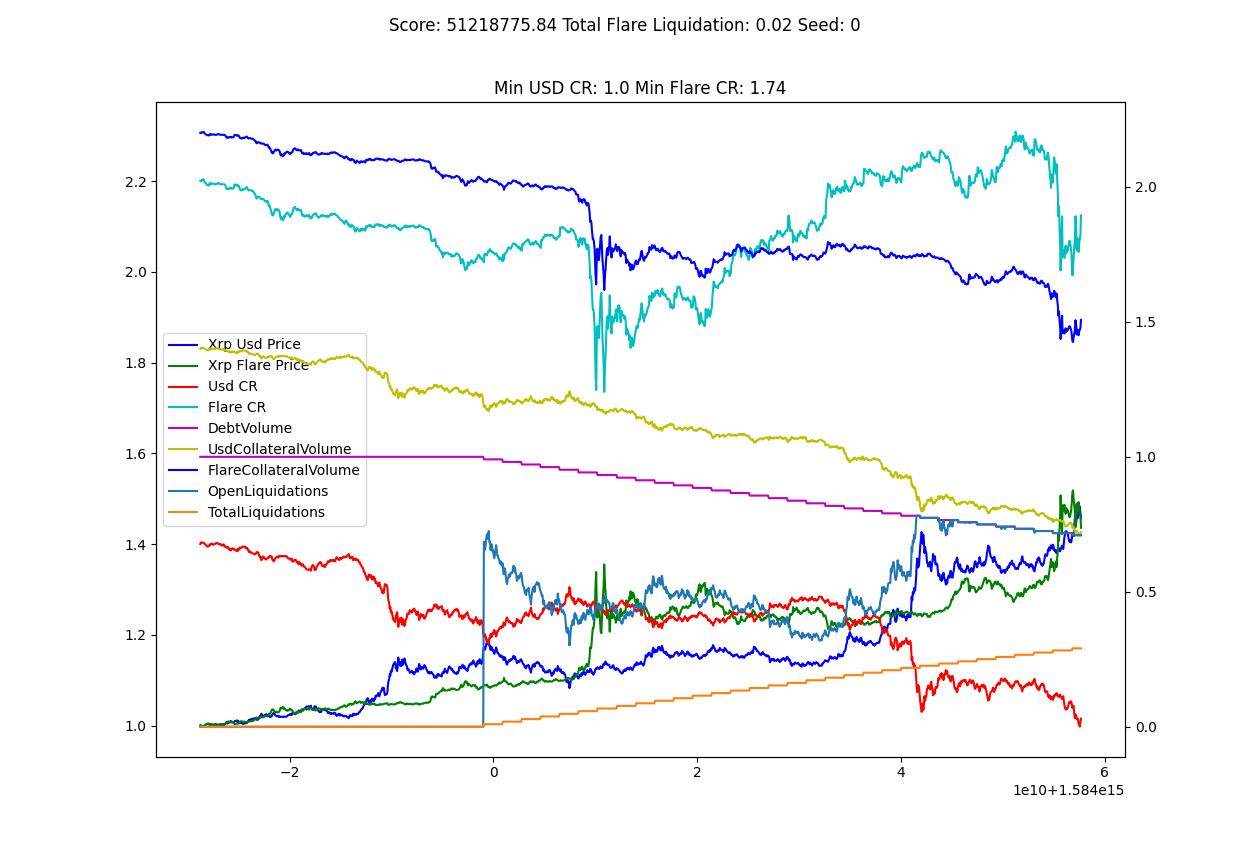 Score: 51218775.84 Total Flare Liquidation: 0.02 Seed: 0
Min USD CR: 1.0 Min Flare CR: 1.74
2.2
2.0
1.8
1.6
1.4
1.2
1.0
Xrp Usd Price
Xrp Flare Price
Usd CR
Flare CR
DebtVolume
UsdCollateralVolume
FlareCollateralVolume
OpenLiquidations
TotalLiquidations
2.0
1.5
1.0
0.5
0.0
−2 0 2 4 6
1e10+1.584e15